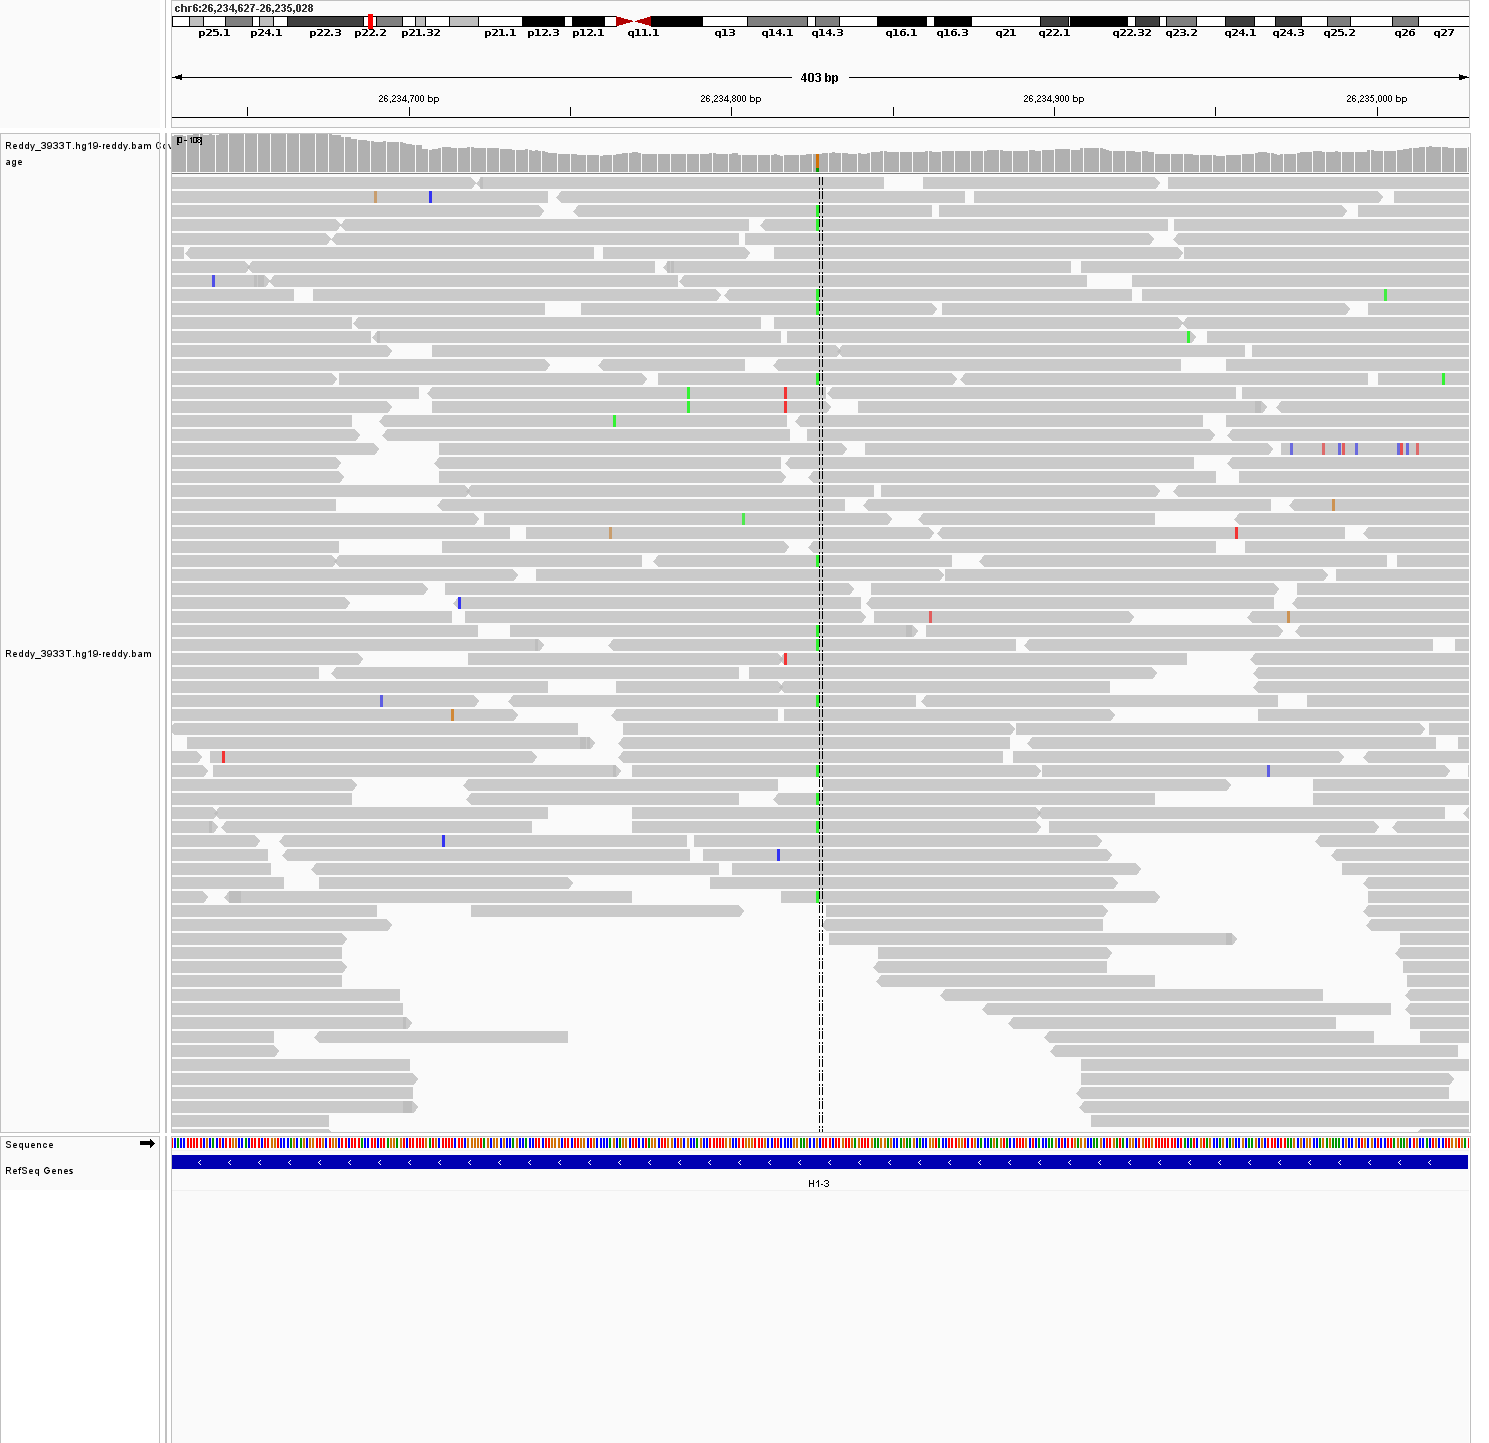 chr6:26,234,627-26,235,028
p25.1 p24.1 p22.3 p22.2 p21.32 p21.1 p12.3 p12.1 q11.1 q13 q14.1 q14.3 q16.1 q16.3 q21 q22.1 q22.32 q23.2 q24.1 q24.3 q25.2 q26 q27
403 bp
26,234,700 bp 26,234,800 bp 26,234,900 bp 26,235,000 bp
[0 - 108]
Reddy_3933T.hg19-reddy.bam Cov
age
Reddy_3933T.hg19-reddy.bam
Sequence
RefSeq Genes
H1-3